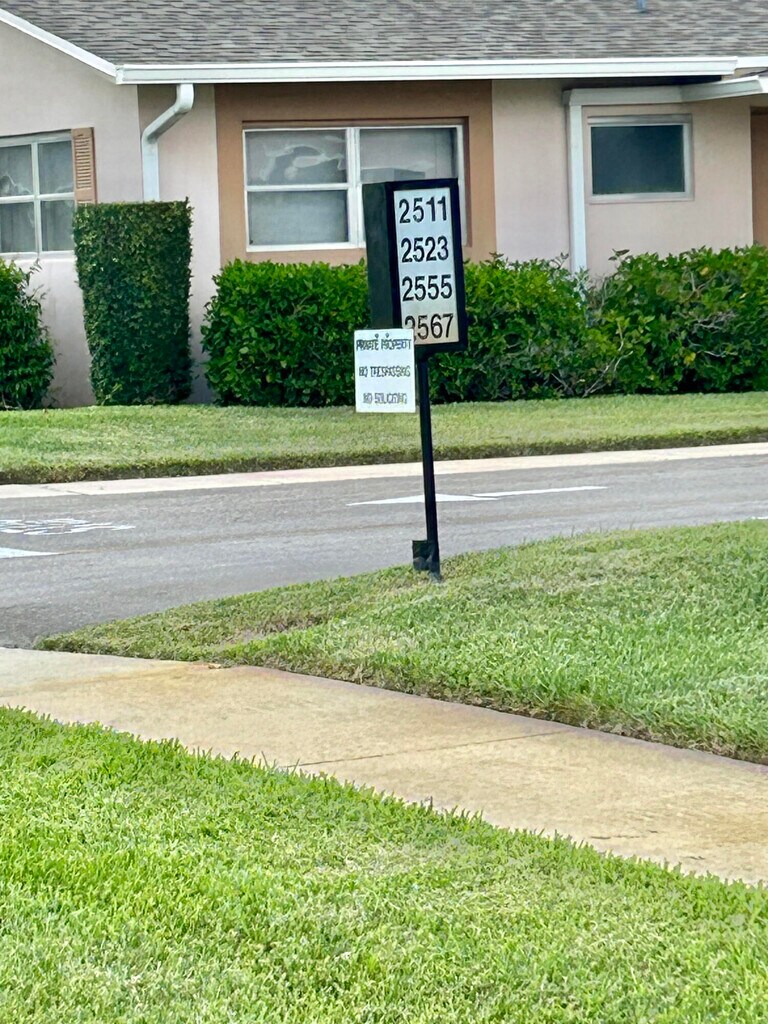 2511
2523
2555
2567
PRIVATE PROPERTY
NO TRESPASSING
NO SOLICITING